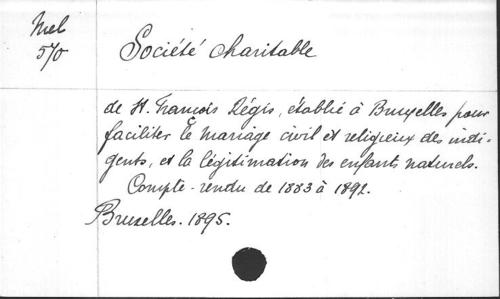 Mel
570
Société charitable
de St. François Régis, établie à Bruxelles pour
faciliter le mariage civil et religieux des indi-
gents, et la légitimation des enfants naturels.
Compte-rendu de 1883 à 1892.
Bruxelles. 1895.